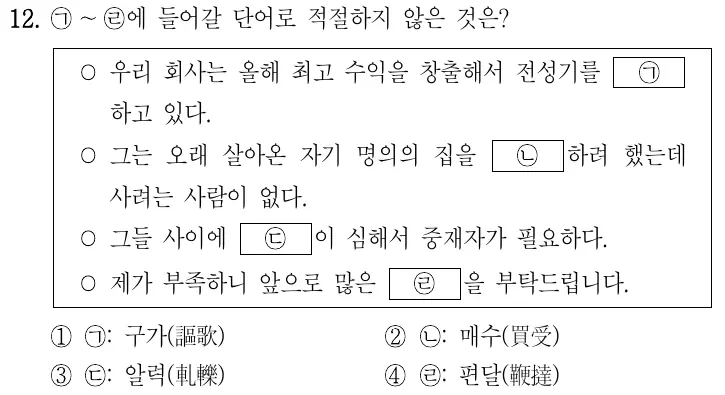 12. ㉠ ~ ㉣에 들어갈 단어로 적절하지 않은 것은?
○ 우리 회사는 올해 최고 수익을 창출해서 전성기를 ㉠
하고 있다.
○ 그는 오래 살아온 자기 명의의 집을 ㉡ 하려 했는데
사려는 사람이 없다.
○ 그들 사이에 ㉢ 이 심해서 중재자가 필요하다.
○ 제가 부족하니 앞으로 많은 ㉣ 을 부탁드립니다.
① ㉠: 구가(謳歌) ② ㉡: 매수(買受)
③ ㉢: 알력(軋轢) ④ ㉣: 편달(鞭撻)